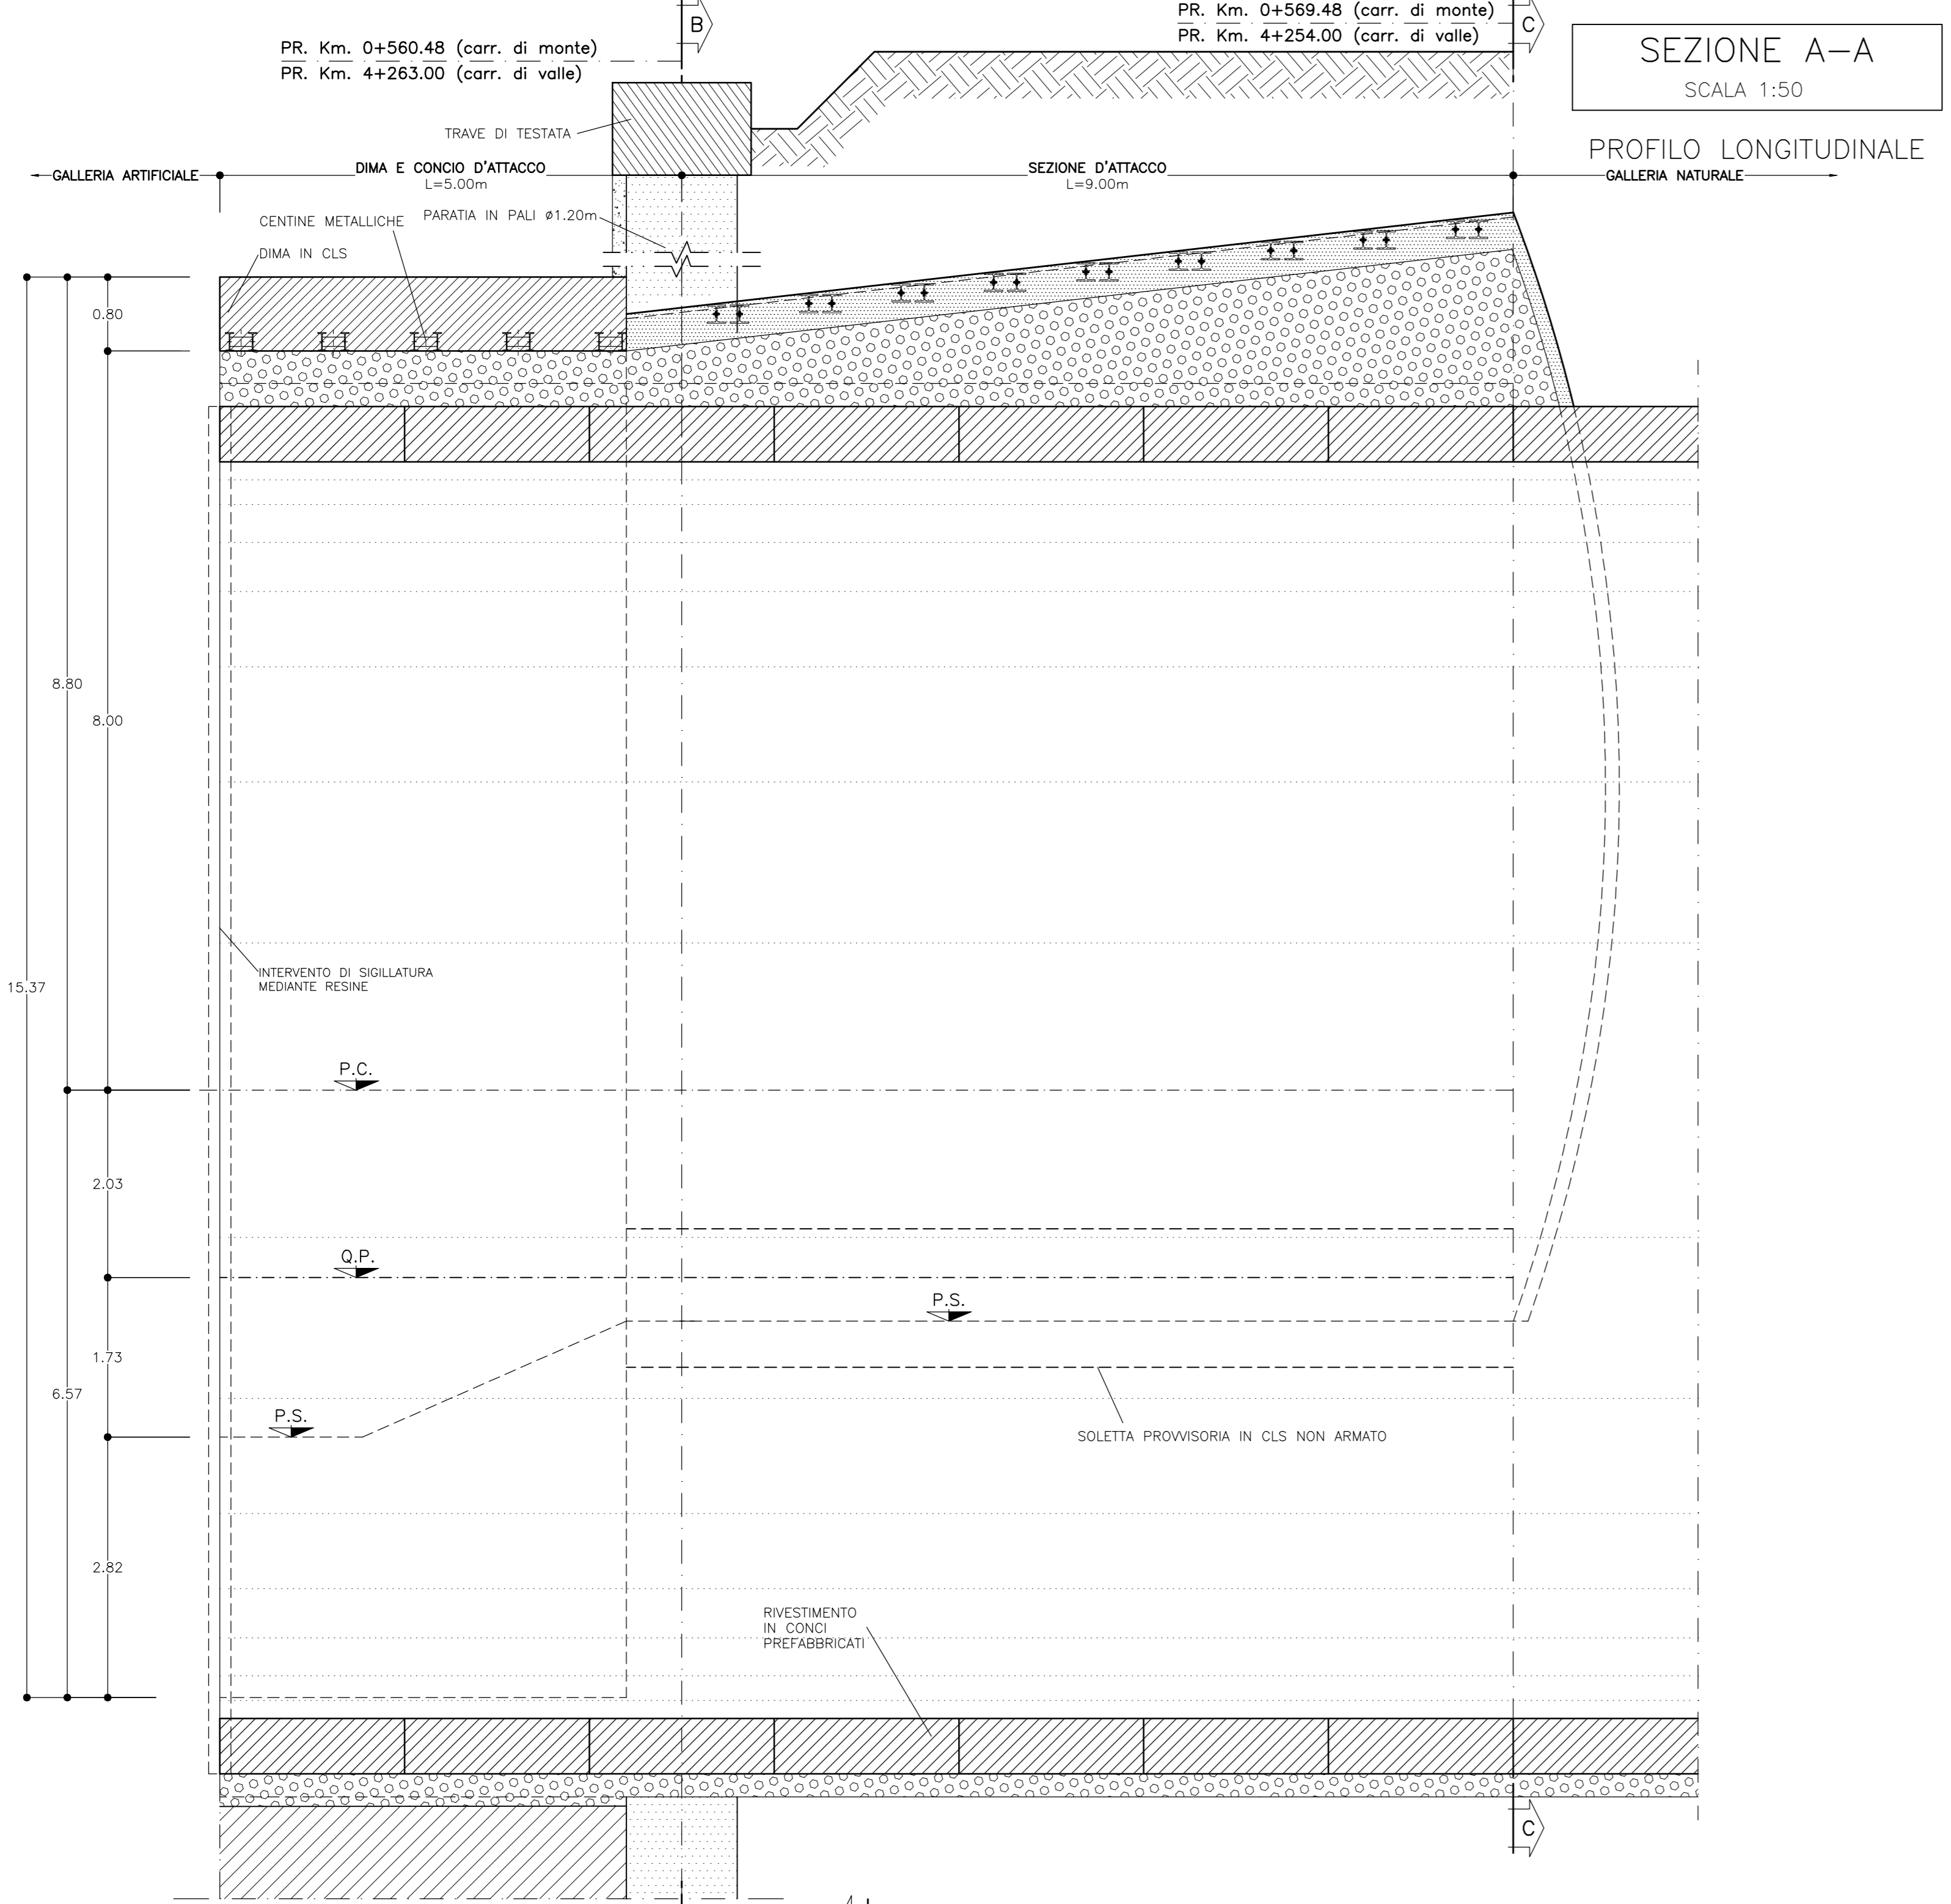 PR. Km. 0+569.48 (carr. di monte)
PR. Km. 4+254.00 (carr. di valle)
B
C
SEZIONE A-A
SCALA 1:50
PROFILO LONGITUDINALE
PR. Km. 0+560.48 (carr. di monte)
PR. Km. 4+263.00 (carr. di valle)
TRAVE DI TESTATA
GALLERIA ARTIFICIALE
DIMA E CONCIO D'ATTACCO
L=5.00m
SEZIONE D'ATTACCO
L=9.00m
GALLERIA NATURALE
CENTINE METALLICHE
PARATIA IN PALI ø1.20m
DIMA IN CLS
0.80
8.80
8.00
INTERVENTO DI SIGILLATURA
MEDIANTE RESINE
15.37
P.C.
2.03
Q.P.
P.S.
1.73
6.57
P.S.
SOLETTA PROVVISORIA IN CLS NON ARMATO
2.82
RIVESTIMENTO
IN CONCI
PREFABBRICATI
C